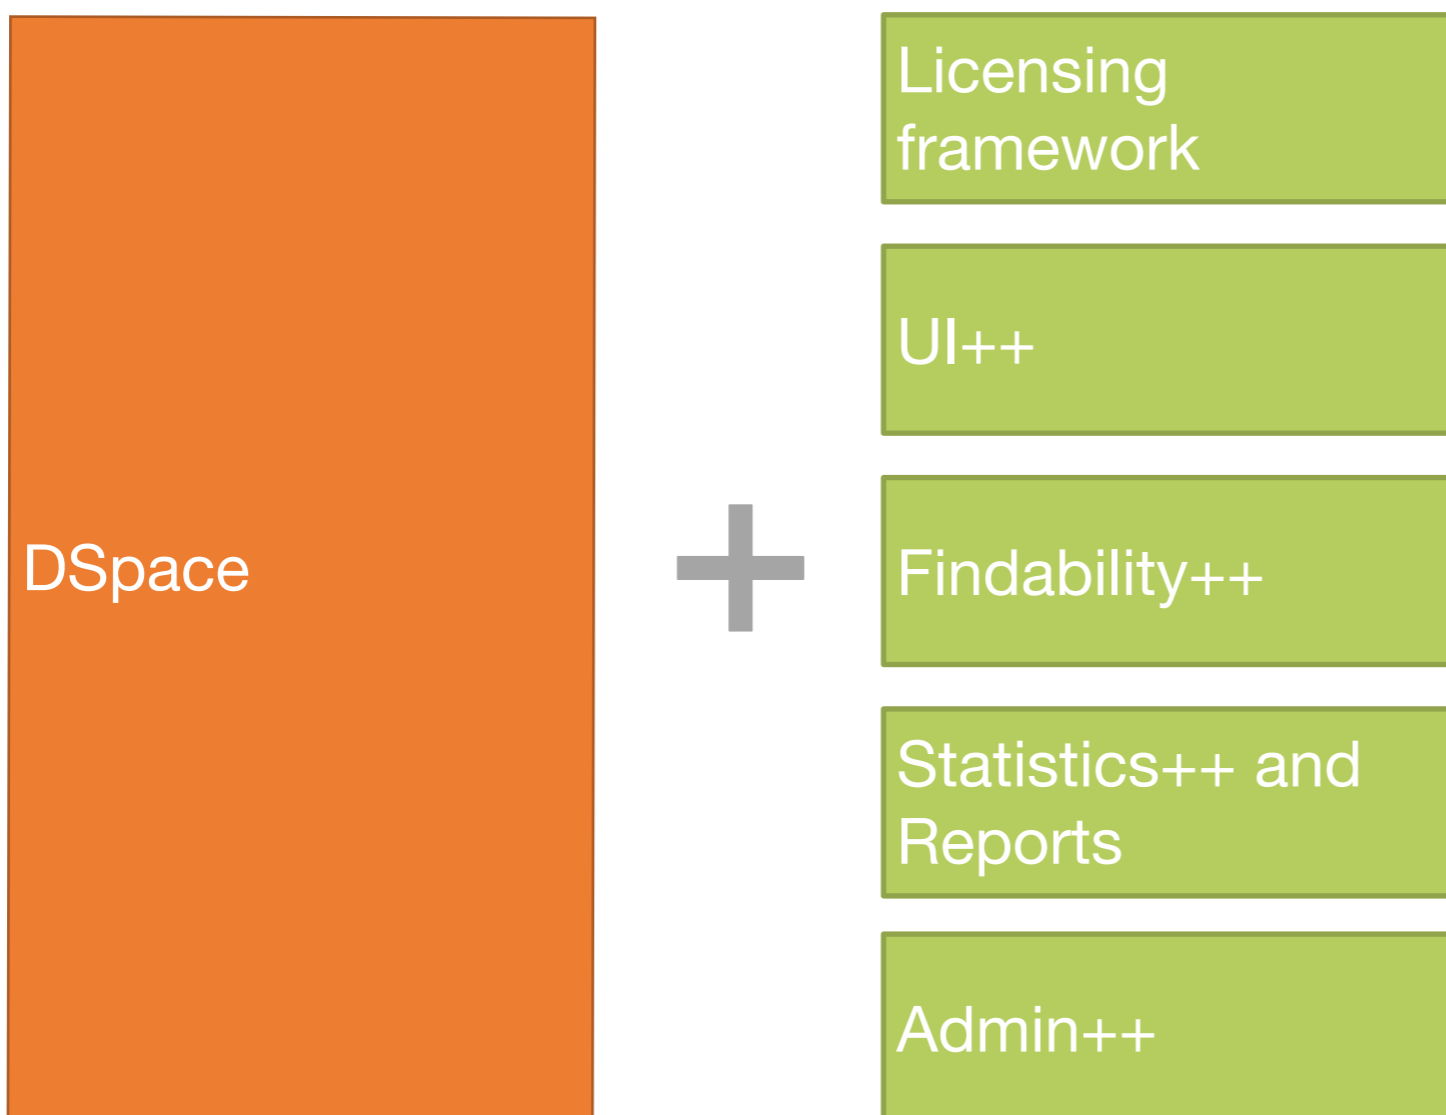 DSpace
+
Licensing
framework
UI++
Findability++
Statistics++ and
Reports
Admin++